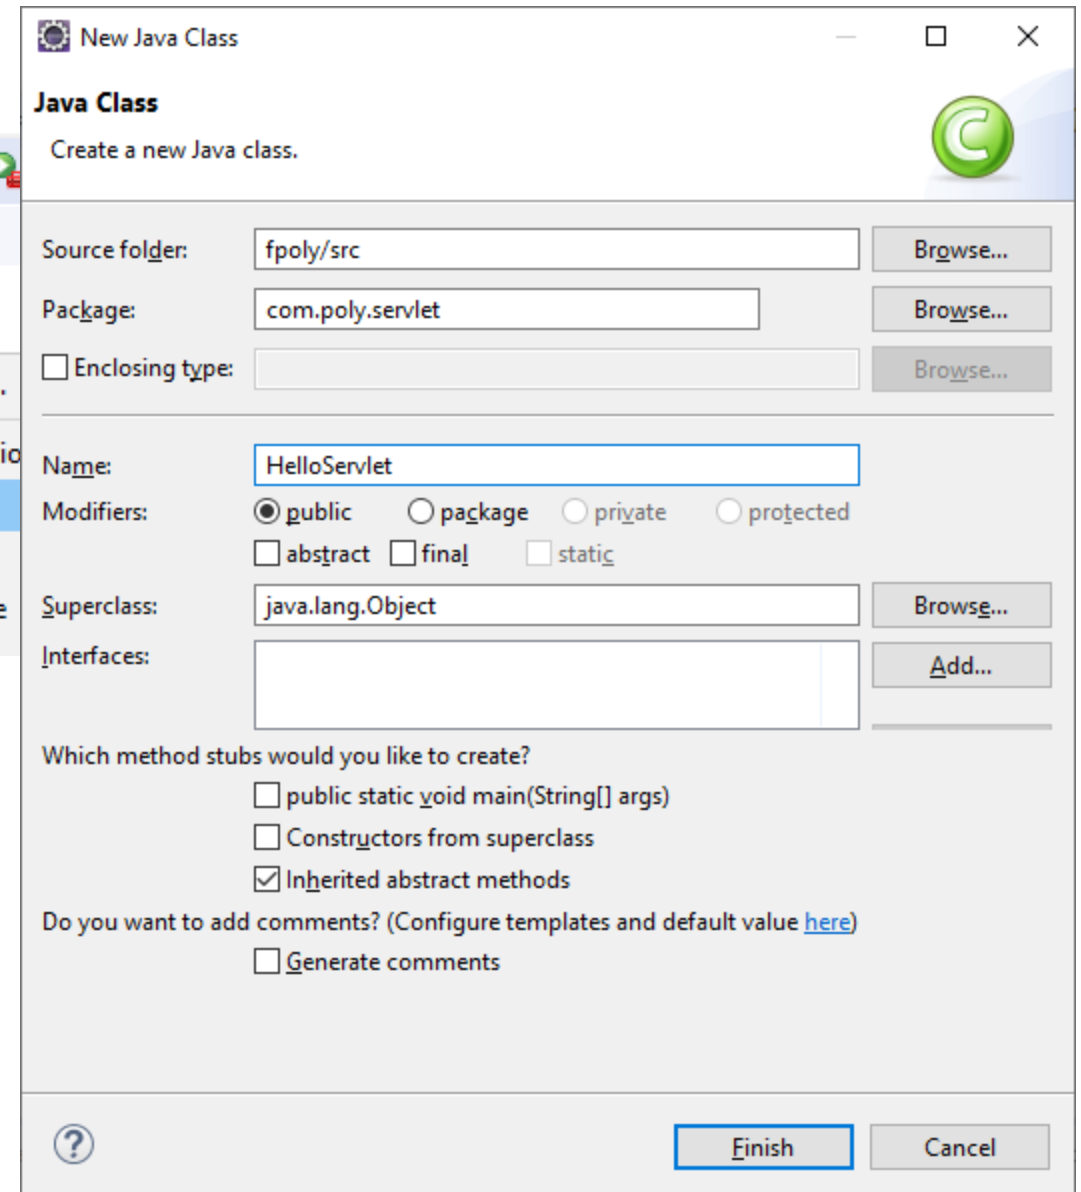 New Java Class
Java Class
Create a new Java class.
Source folder: fpoly/src Browse...
Package: com.poly.servlet Browse...
Enclosing type: Browse...
Name: HelloServlet
Modifiers: public package private protected
abstract final static
Superclass: java.lang.Object Browse...
Interfaces: Add...
Which method stubs would you like to create?
public static void main(String[] args)
Constructors from superclass
Inherited abstract methods
Do you want to add comments? (Configure templates and default value here)
Generate comments
? Finish Cancel